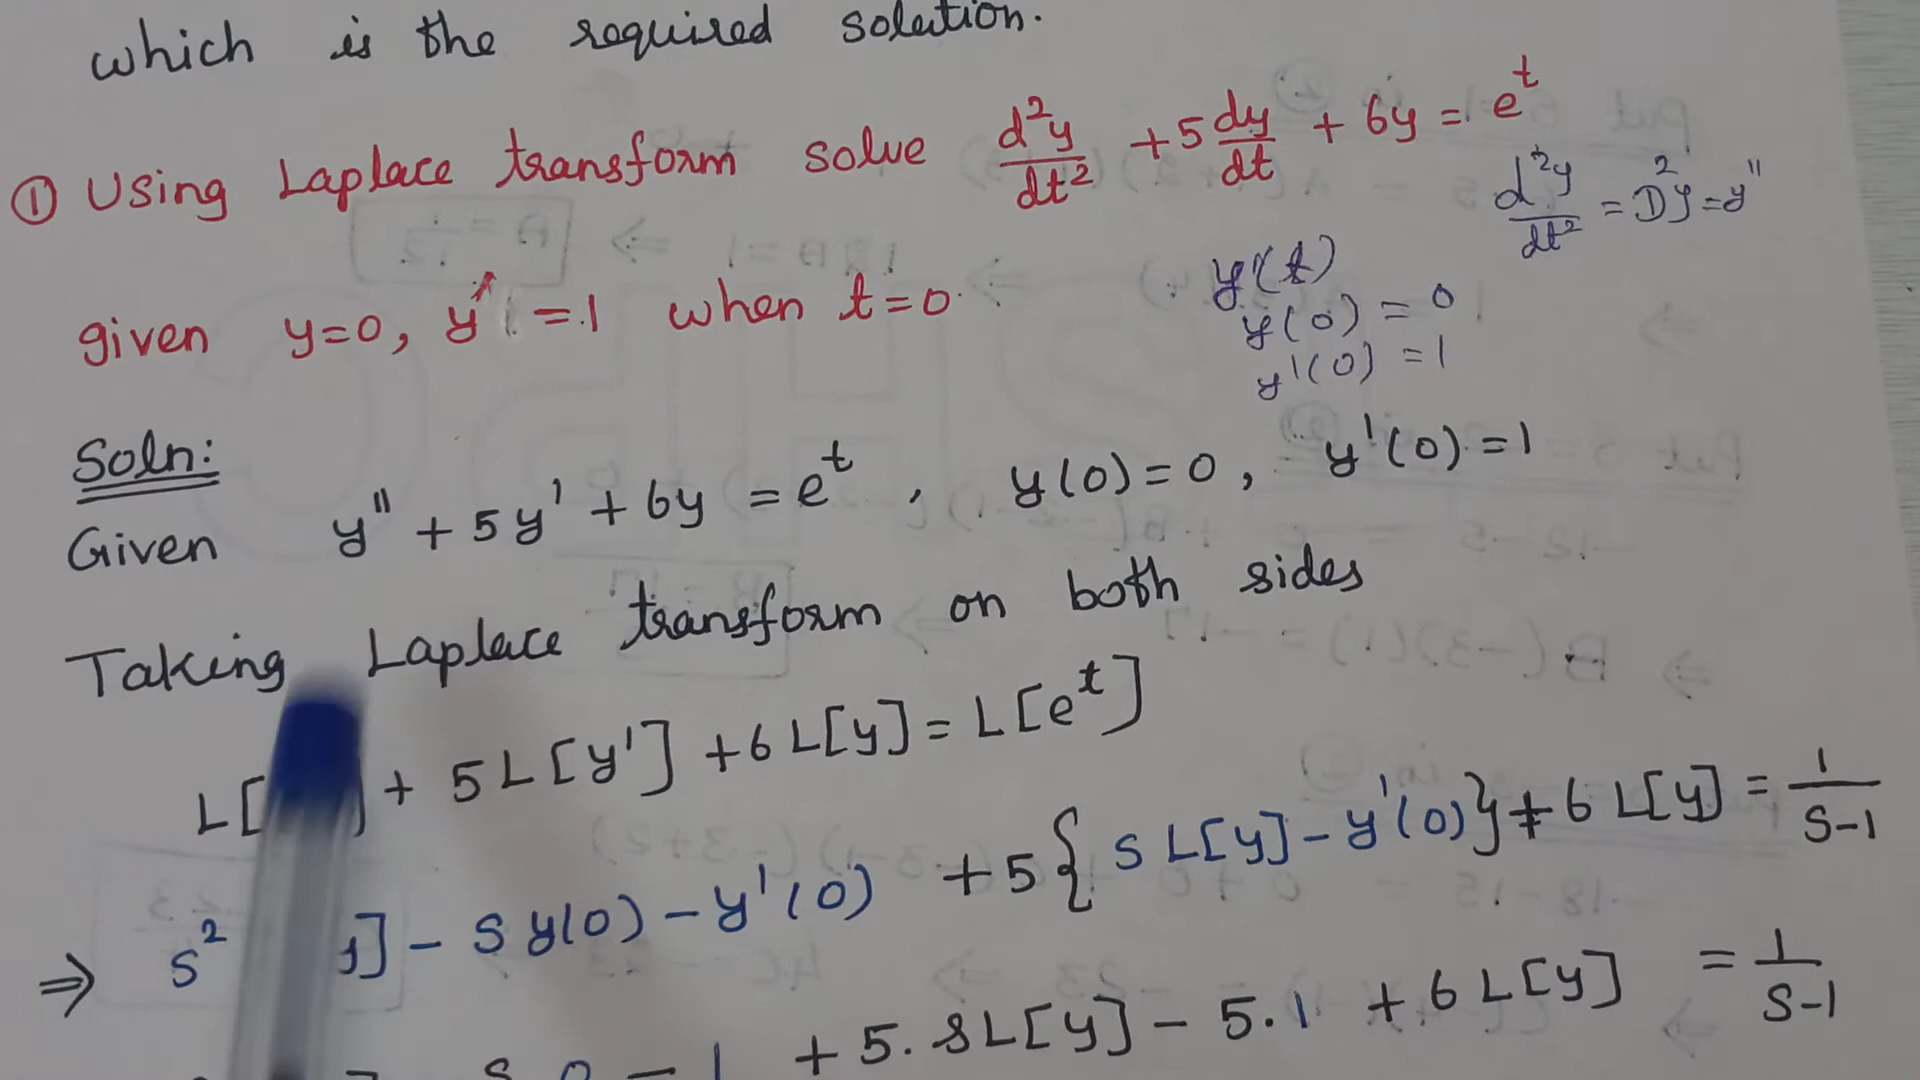 which is the required solution.
① Using Laplace transform solve d²y/dt² + 5 dy/dt + 6y = e^t
d²y/dt² = D²y = y''
given y=0, y' = 1 when t=0.
y(t)
y(0) = 0
y'(0) = 1
Soln:
Given y'' + 5y' + 6y = e^t, y(0)=0, y'(0)=1
Taking Laplace transform on both sides
L[ ] + 5L[y'] + 6L[y] = L[e^t]
⇒ s² y] - s y(0) - y'(0) + 5{s L[y] - y'(0)} + 6 L[y] = 1/(s-1)
0 - 1 + 5. sL[y] - 5.1 + 6 L[y] = 1/(s-1)